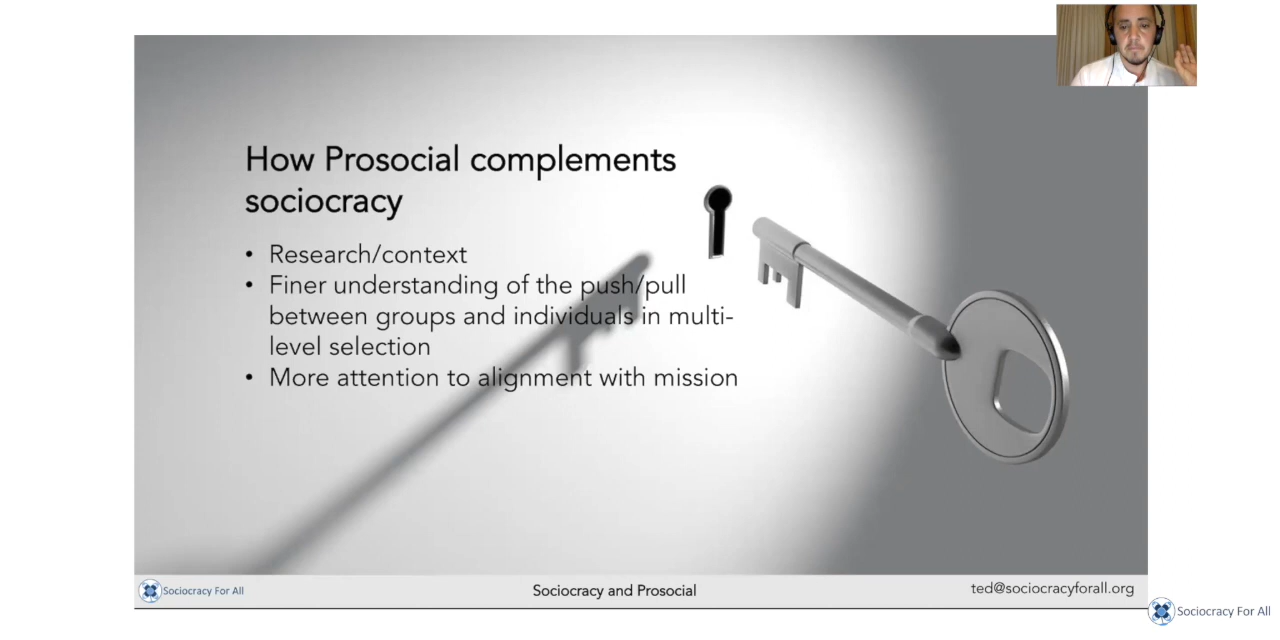 How Prosocial complements
sociocracy
• Research/context
• Finer understanding of the push/pull
between groups and individuals in multi-
level selection
• More attention to alignment with mission
Sociocracy For All
Sociocracy and Prosocial
ted@sociocracyforall.org
Sociocracy For All